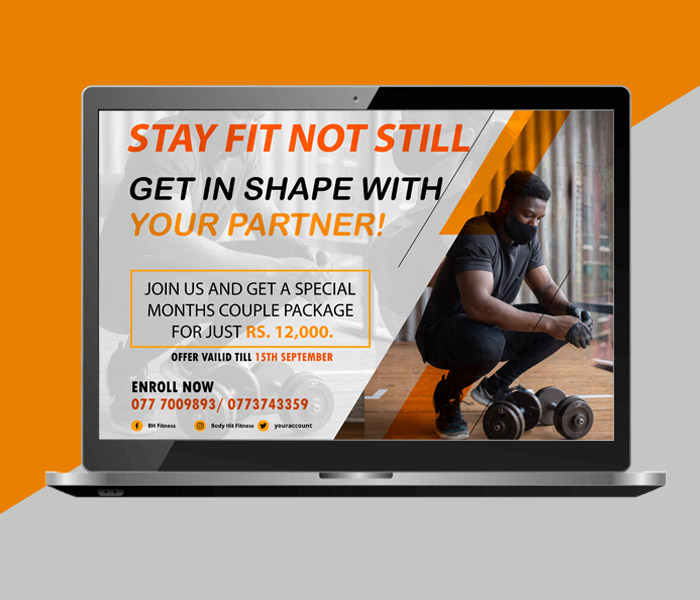 STAY FIT NOT STILL
GET IN SHAPE WITH
YOUR PARTNER!
JOIN US AND GET A SPECIAL
MONTHS COUPLE PACKAGE
FOR JUST RS. 12,000.
OFFER VAILID TILL 15TH SEPTEMBER
ENROLL NOW
077 7009893/ 0773743359
BH Fitness Body Hit Fitness youraccount